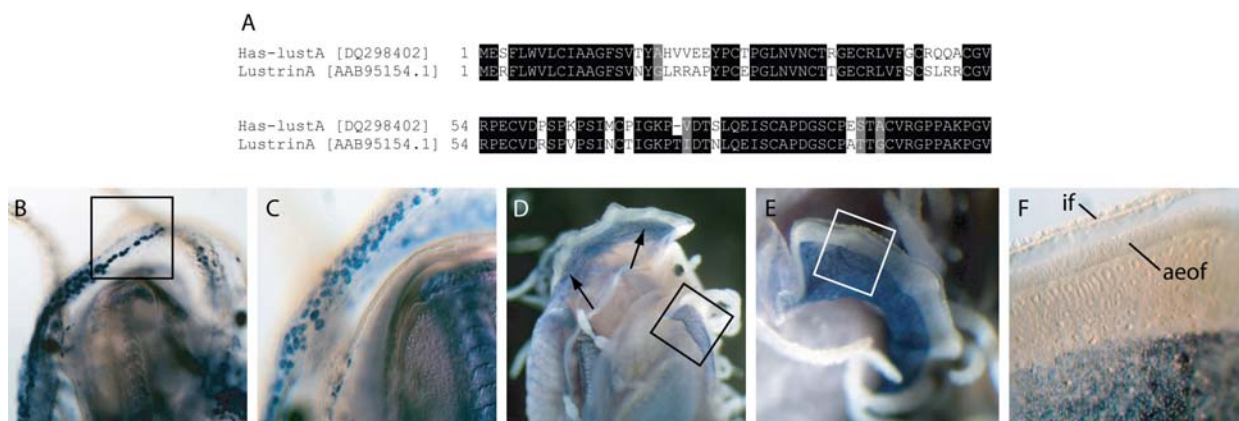 A
Has-lustA [DQ298402] 1 MESFLWVLCIAAGFSVTYAHVVEEYPCTPGLNVNCTRGECRLVFGCRQQACGV
LustrinA [AAB95154.1] 1 MERFLWVLCIAAGFSVNYGLRRAPYPCEPGLNVNCTTGECRLVFSCSLRRCGV
Has-lustA [DQ298402] 54 RPECVDPSPKPSIMCPIGKP-VDTSLQEISCAPDGSCPESTACVRGPPAKPGV
LustrinA [AAB95154.1] 54 RPECVDRSPVPSINCTIGKPTIDTNLQEISCAPDGSCPATTGCVRGPPAKPGV
B
C
D
E
F
if
aeof